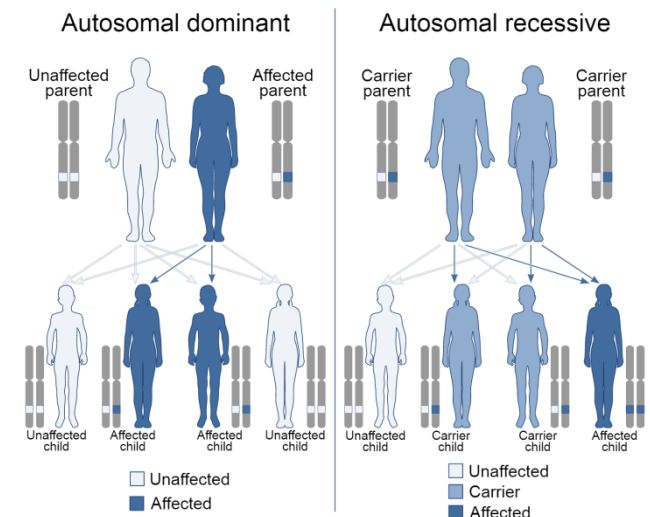 Autosomal dominant
Unaffected
parent
Affected
parent
Unaffected
child
Affected
child
Affected
child
Unaffected
child
Unaffected
Affected
Autosomal recessive
Carrier
parent
Carrier
parent
Unaffected
child
Carrier
child
Carrier
child
Affected
child
Unaffected
Carrier
Affected